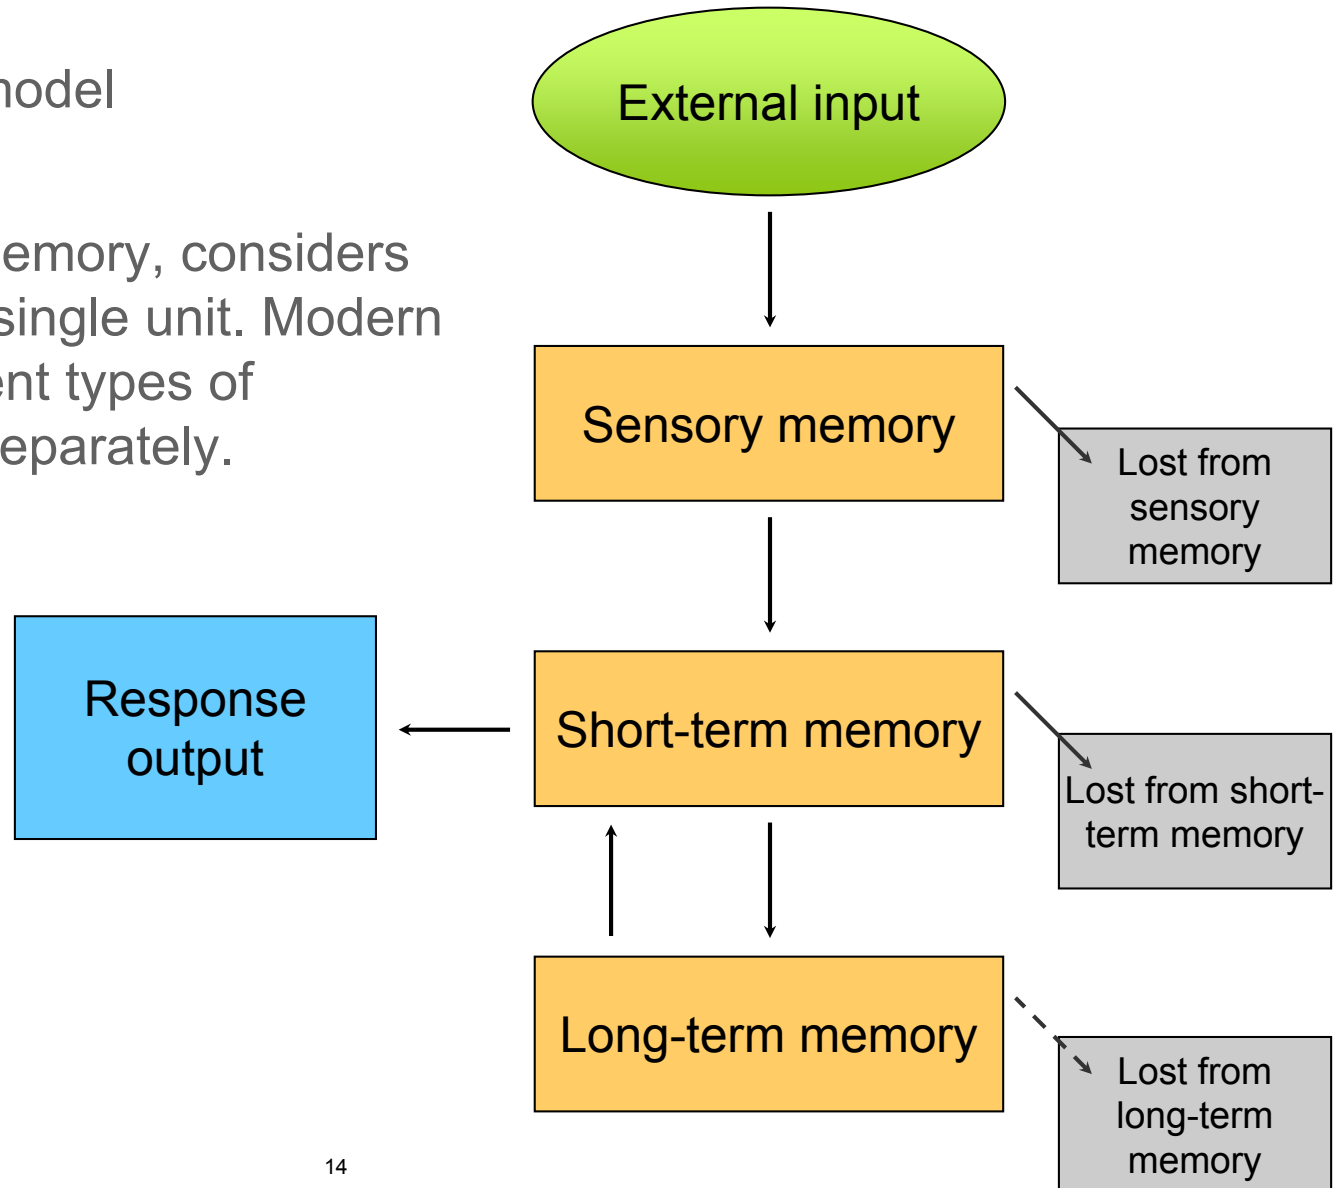 model
External input
emory, considers
single unit. Modern
ent types of
eparately.
Sensory memory
Lost from
sensory
memory
Response
output
Short-term memory
Lost from short-
term memory
Long-term memory
Lost from
long-term
memory
14